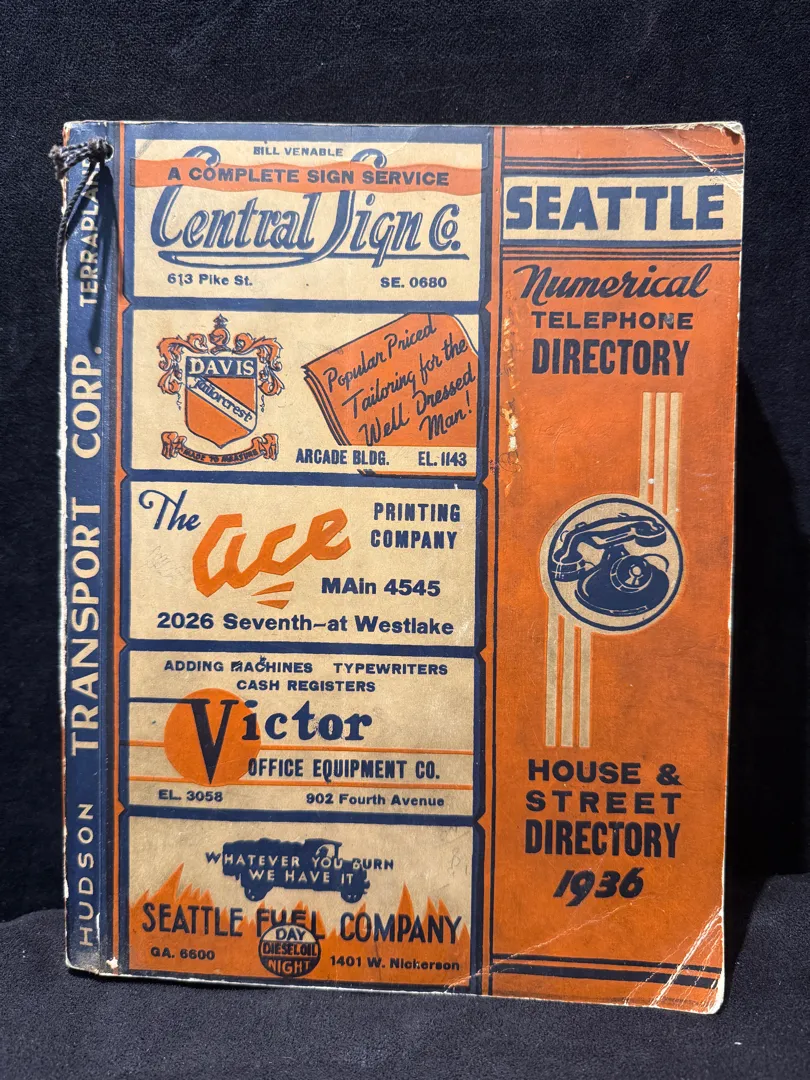 HUDSON TRANSPORT CORP. TERRAPLANE
BILL VENABLE
A COMPLETE SIGN SERVICE
Central Sign Co.
613 Pike St. SE. 0680
DAVIS
Tailorcrest
MADE TO MEASURE
Popular Priced
Tailoring for the
Well Dressed
Man!
ARCADE BLDG. EL. 1143
The ace PRINTING
COMPANY
MAin 4545
2026 Seventh-at Westlake
ADDING MACHINES TYPEWRITERS
CASH REGISTERS
Victor
OFFICE EQUIPMENT CO.
EL. 3058 902 Fourth Avenue
WHATEVER YOU BURN
WE HAVE IT
SEATTLE FUEL COMPANY
DAY
DIESEL OIL
NIGHT
GA. 6600 1401 W. Nickerson
SEATTLE
Numerical
TELEPHONE
DIRECTORY
HOUSE &
STREET
DIRECTORY
1936